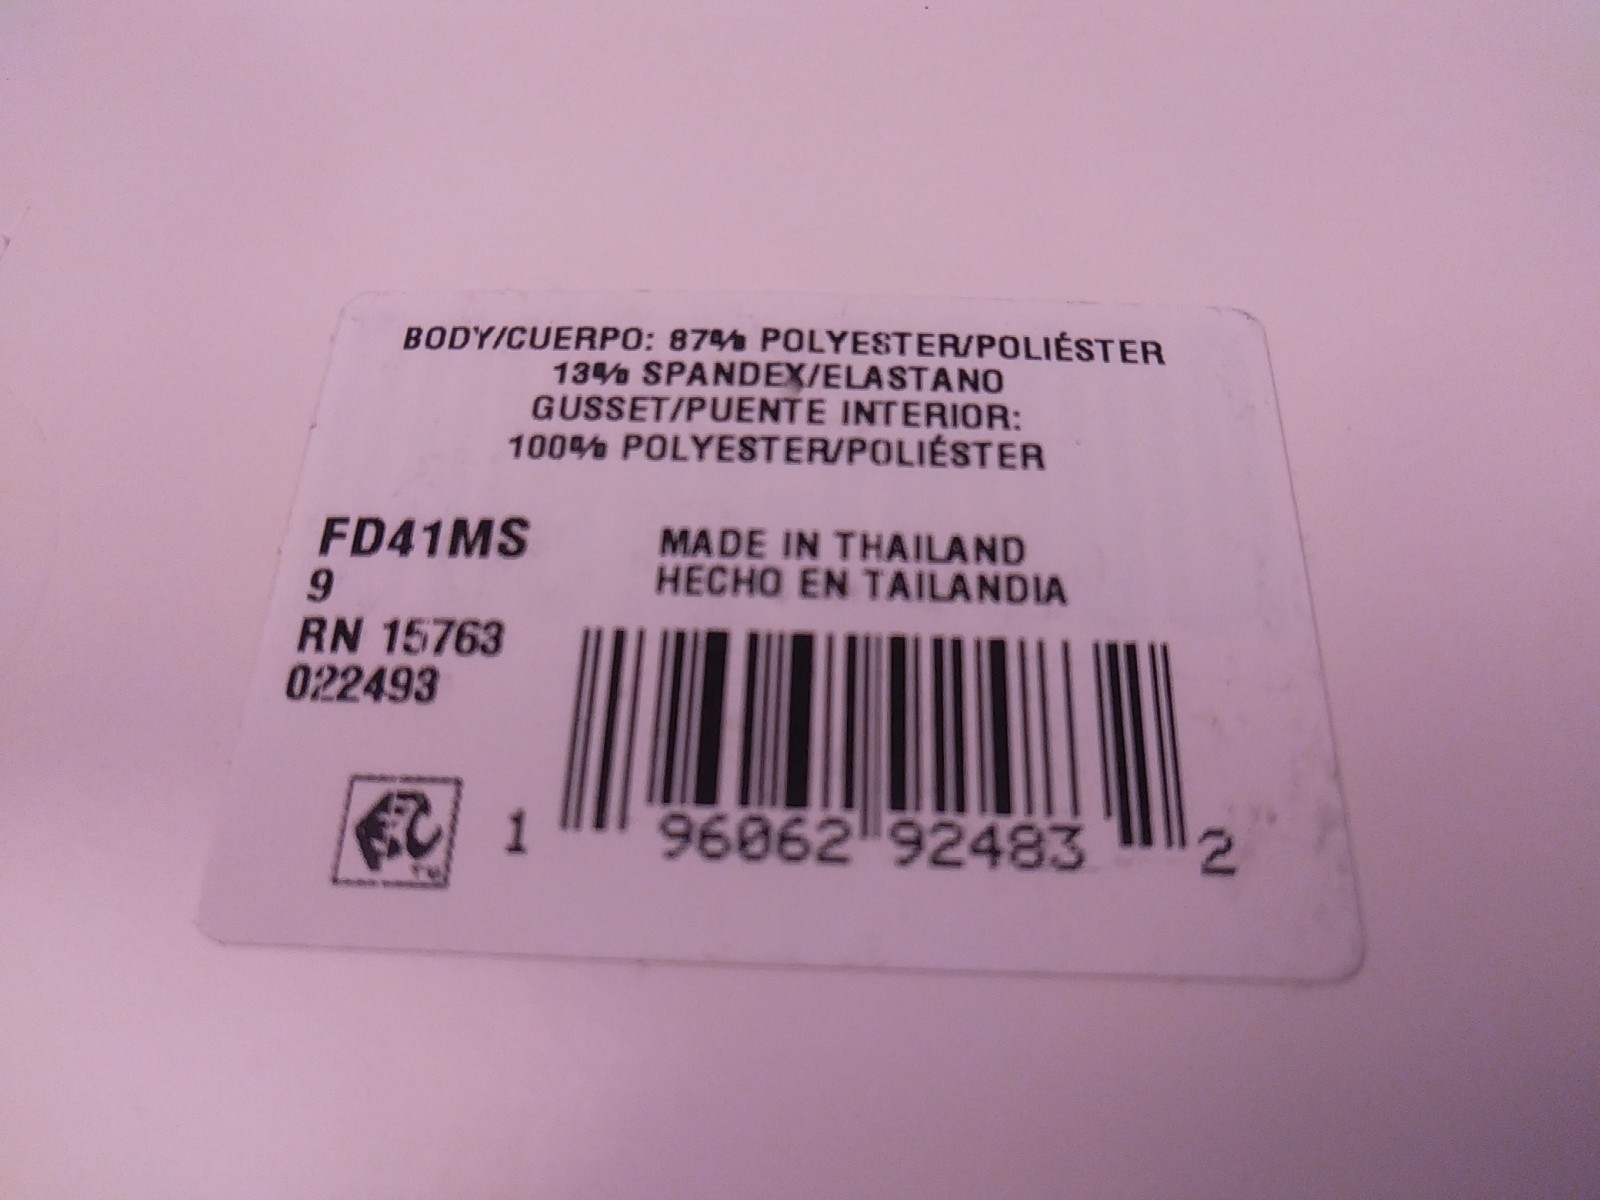 BODY/CUERPO: 87% POLYESTER/POLIÉSTER
13% SPANDEX/ELASTANO
GUSSET/PUENTE INTERIOR:
100% POLYESTER/POLIÉSTER
FD41MS
9
RN 15763
022493
MADE IN THAILAND
HECHO EN TAILANDIA
1 96062 92483 2